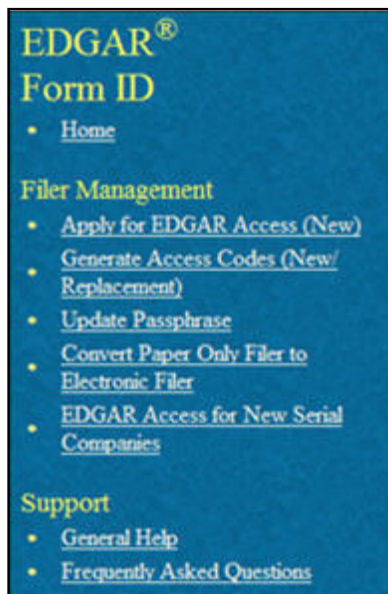 EDGAR®
Form ID
• Home
Filer Management
• Apply for EDGAR Access (New)
• Generate Access Codes (New/
Replacement)
• Update Passphrase
• Convert Paper Only Filer to
Electronic Filer
• EDGAR Access for New Serial
Companies
Support
• General Help
• Frequently Asked Questions